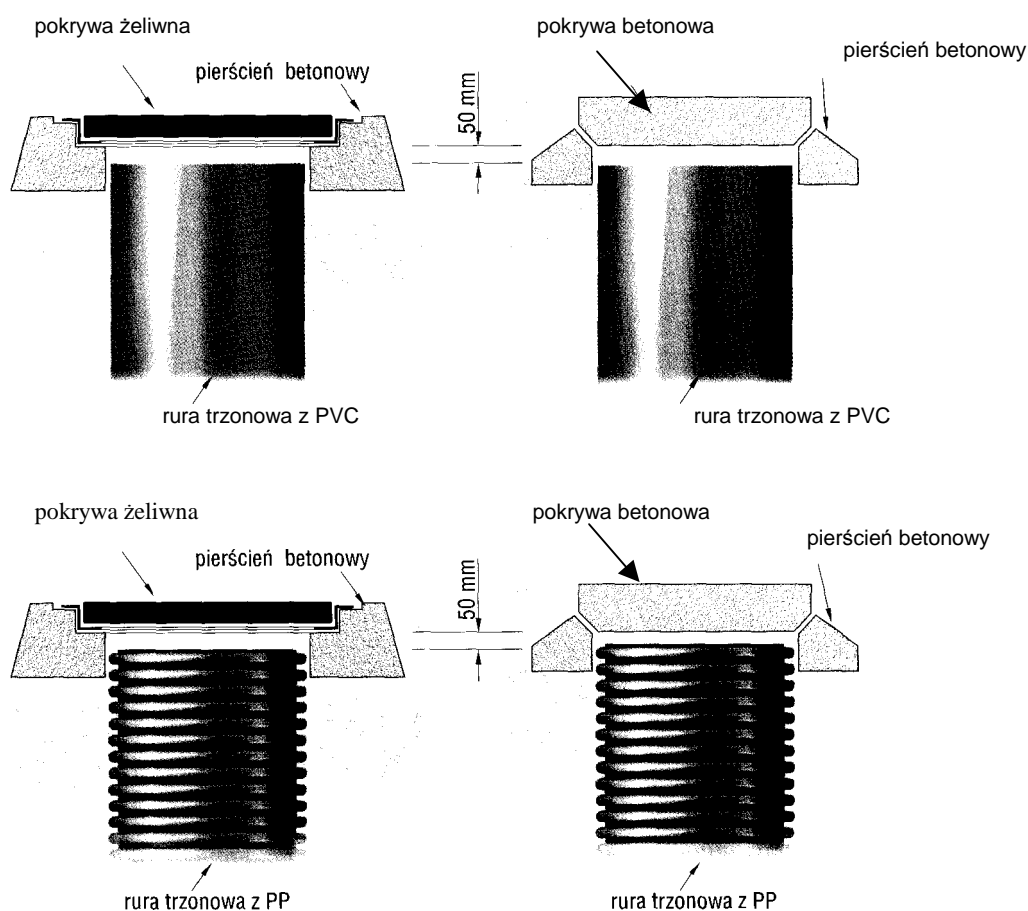 pokrywa żeliwna
pierścień betonowy
50 mm
pokrywa betonowa
pierścień betonowy
rura trzonowa z PVC
rura trzonowa z PVC
pokrywa żeliwna
pierścień betonowy
50 mm
pokrywa betonowa
pierścień betonowy
rura trzonowa z PP
rura trzonowa z PP